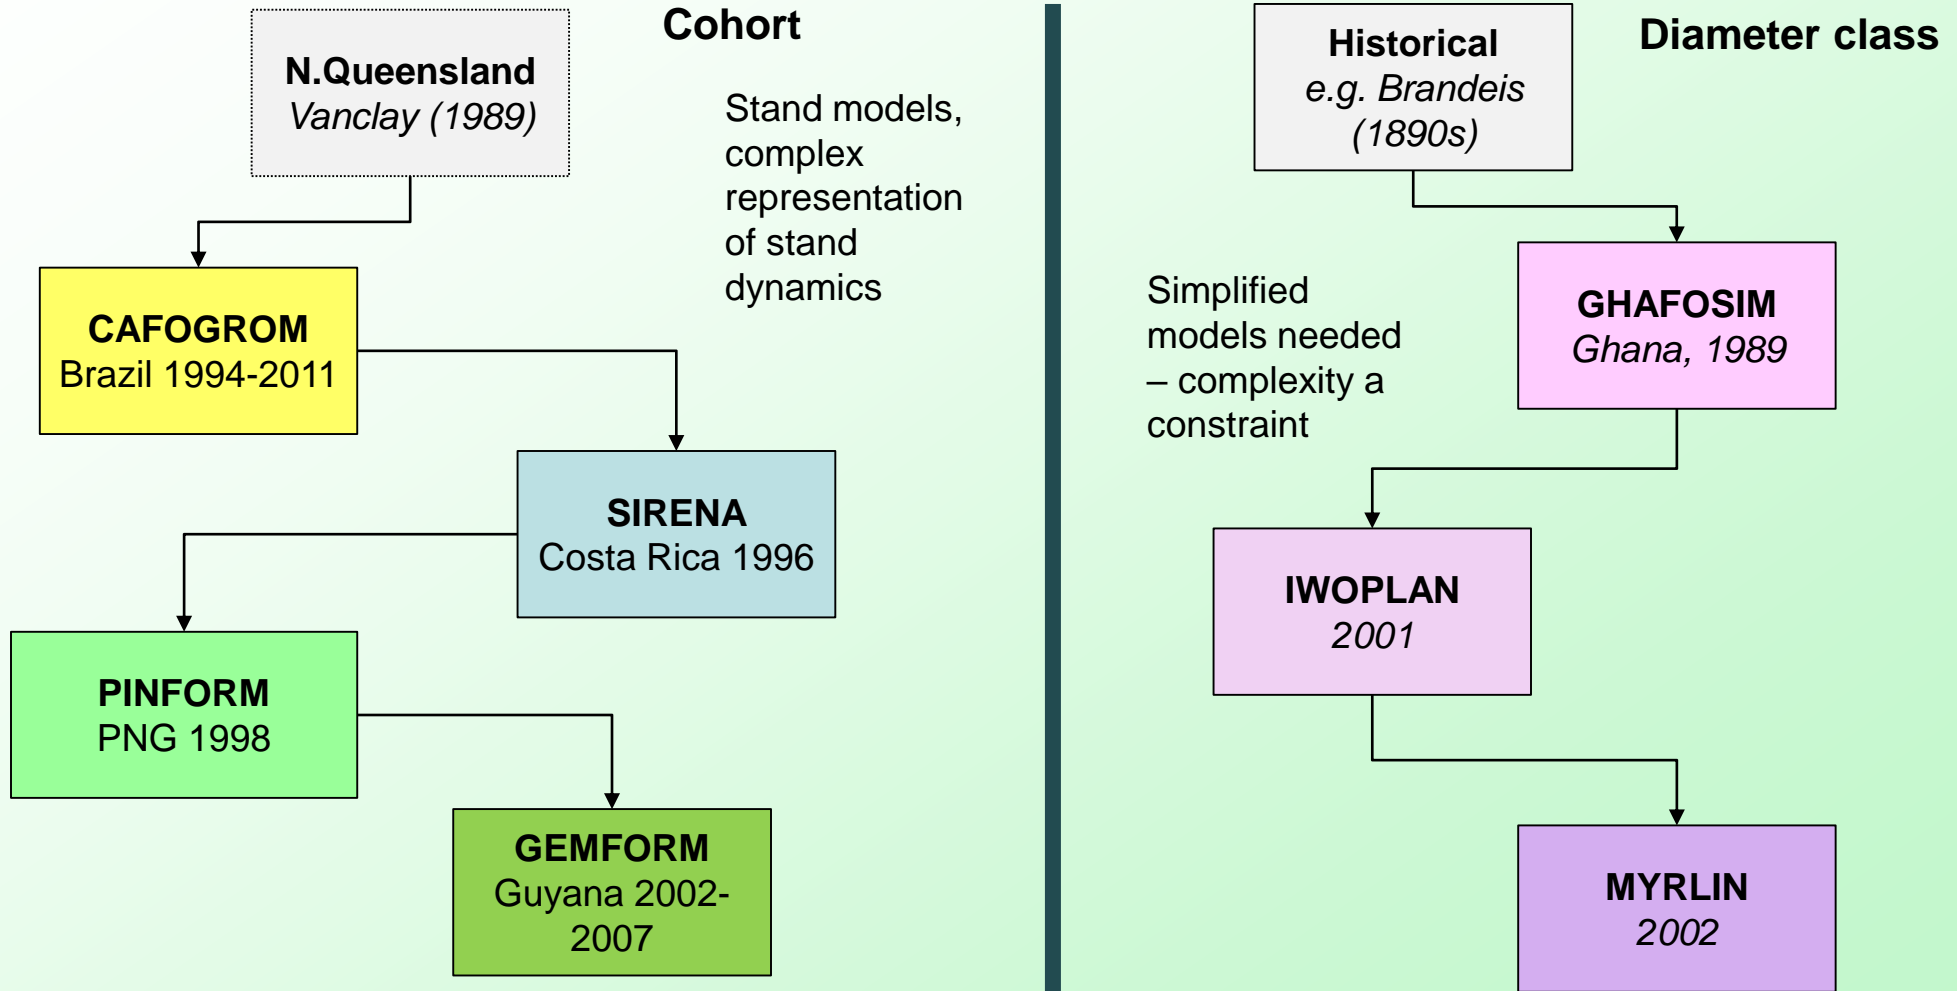 Cohort
N.Queensland
Vanclay (1989)
Stand models,
complex
representation
of stand
dynamics
CAFOGROM
Brazil 1994-2011
SIRENA
Costa Rica 1996
PINFORM
PNG 1998
GEMFORM
Guyana 2002-
2007
Diameter class
Historical
e.g. Brandeis
(1890s)
Simplified
models needed
– complexity a
constraint
GHAFOSIM
Ghana, 1989
IWOPLAN
2001
MYRLIN
2002